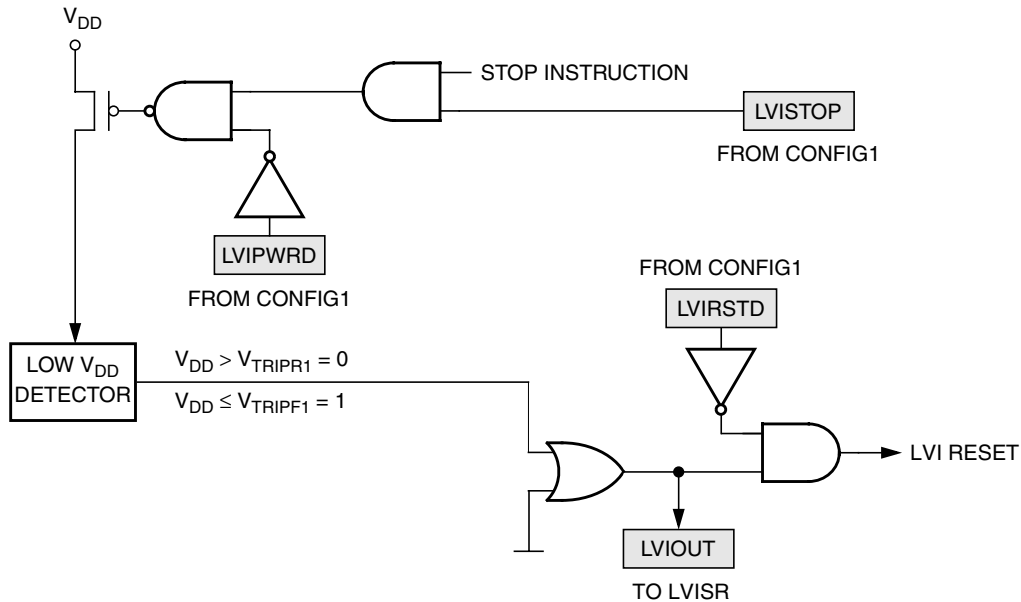 VDD
STOP INSTRUCTION
LVISTOP
FROM CONFIG1
LVIPWRD
FROM CONFIG1
FROM CONFIG1
LVIRSTD
LOW VDD
DETECTOR
VDD > VTRIPR1 = 0
VDD ≤ VTRIPF1 = 1
LVI RESET
LVIOUT
TO LVISR